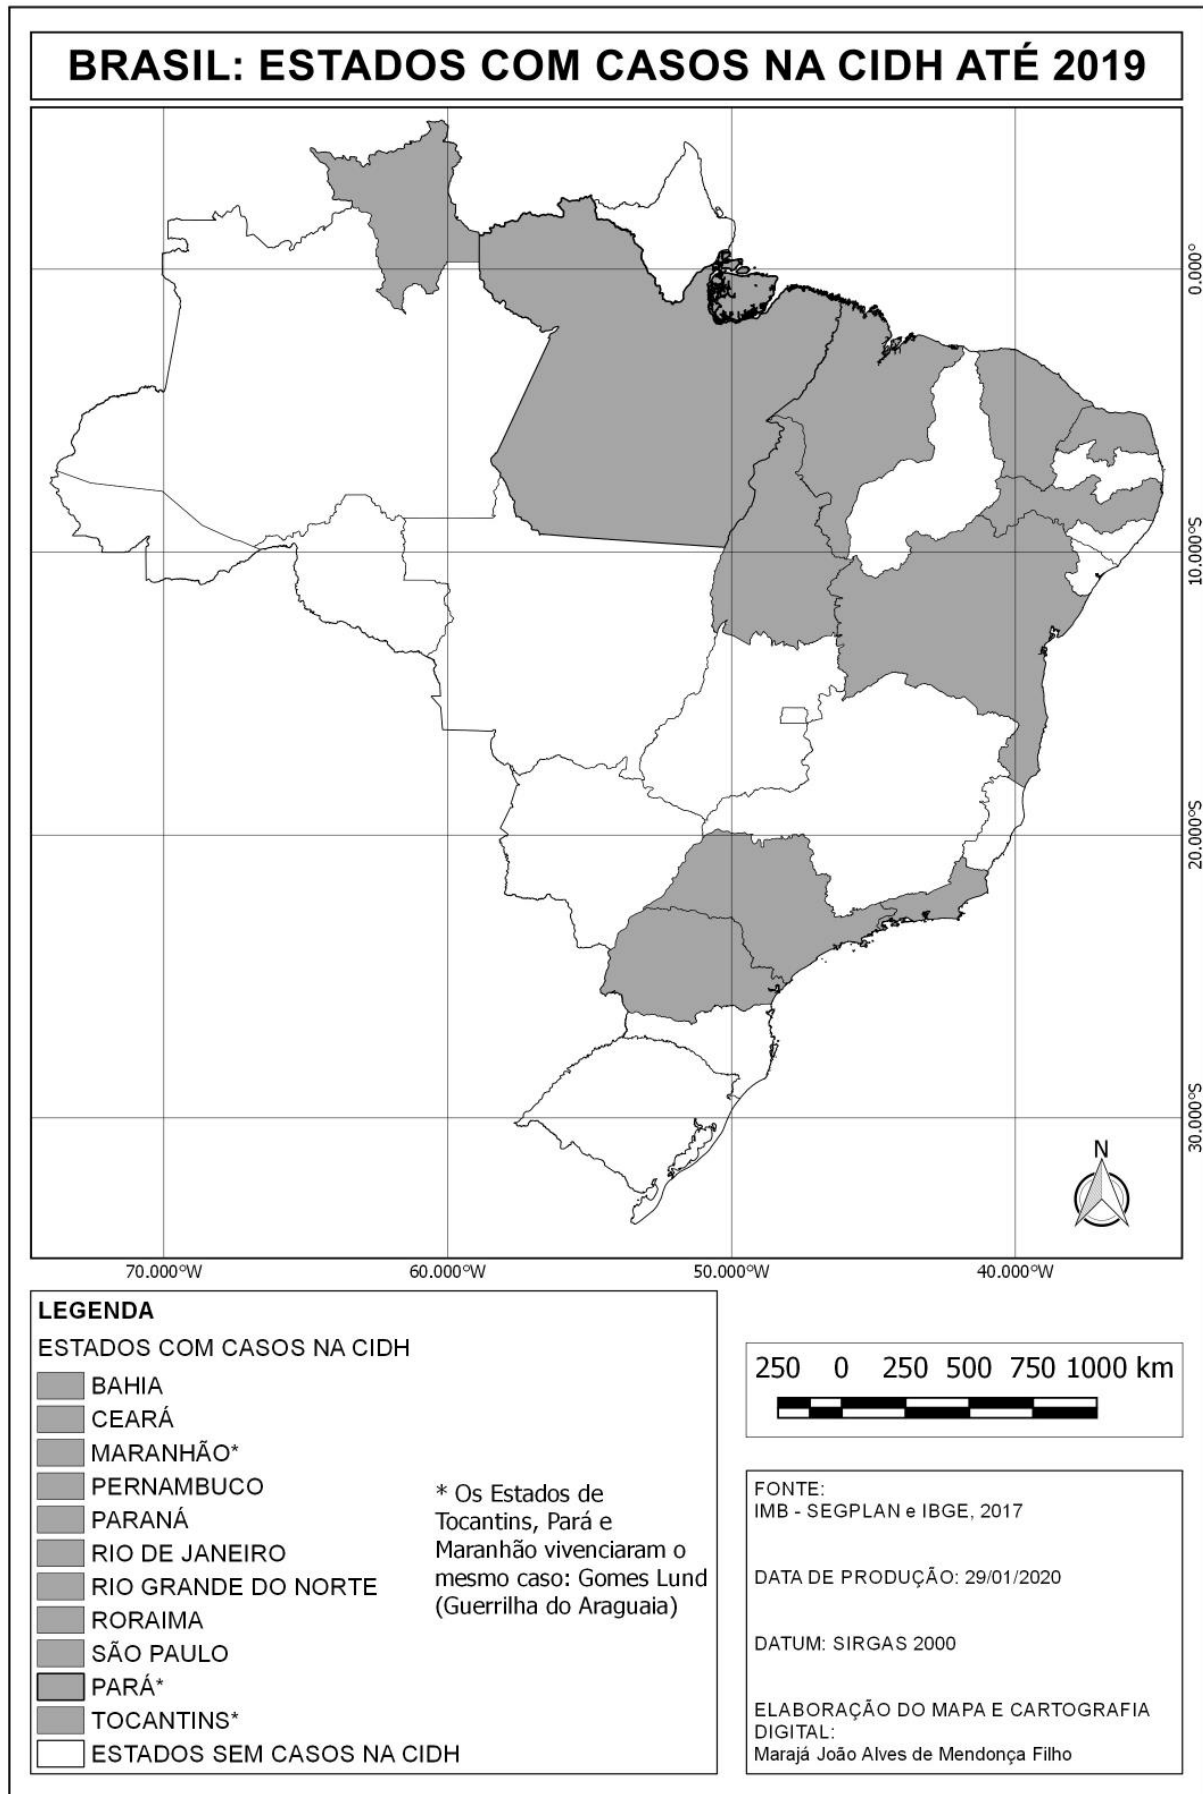 BRASIL: ESTADOS COM CASOS NA CIDH ATÉ 2019
0.000°
10.000°S
20.000°S
30.000°S
N
70.000°W
60.000°W
50.000°W
40.000°W
LEGENDA
ESTADOS COM CASOS NA CIDH
BAHIA
CEARÁ
MARANHÃO*
PERNAMBUCO
PARANÁ
RIO DE JANEIRO
RIO GRANDE DO NORTE
RORAIMA
SÃO PAULO
PARÁ*
TOCANTINS*
ESTADOS SEM CASOS NA CIDH
* Os Estados de
Tocantins, Pará e
Maranhão vivenciaram o
mesmo caso: Gomes Lund
(Guerrilha do Araguaia)
250 0 250 500 750 1000 km
FONTE:
IMB - SEGPLAN e IBGE, 2017
DATA DE PRODUÇÃO: 29/01/2020
DATUM: SIRGAS 2000
ELABORAÇÃO DO MAPA E CARTOGRAFIA
DIGITAL:
Marajá João Alves de Mendonça Filho